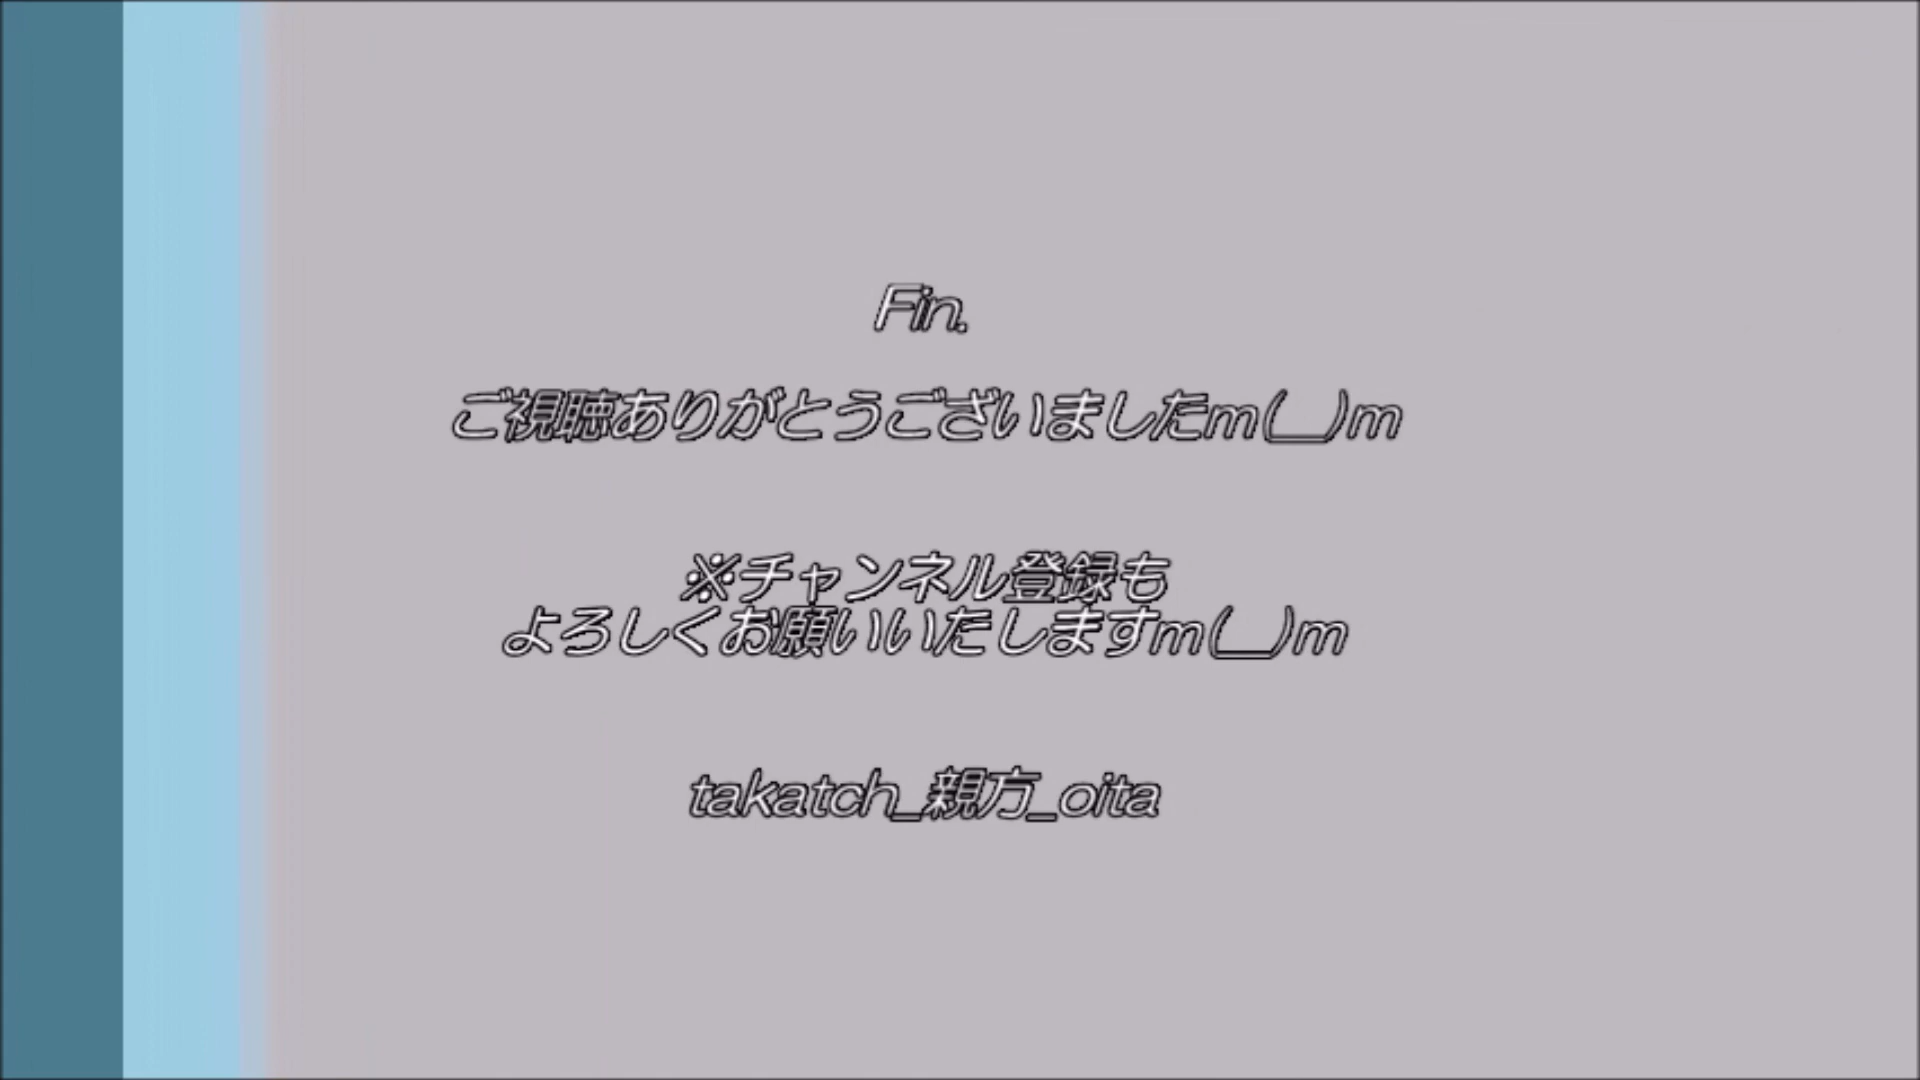 Fin.
ご視聴ありがとうございましたm(__)m
※チャンネル登録も
よろしくお願いいたしますm(__)m
takatch_親方_oita